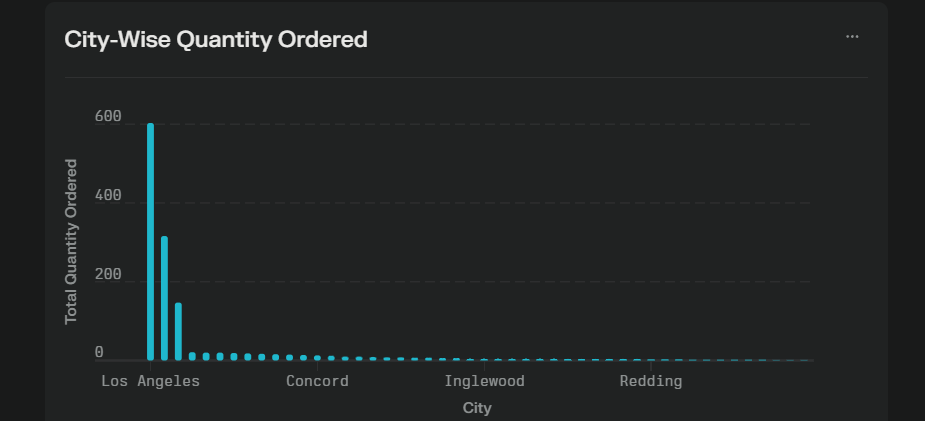 City-Wise Quantity Ordered
...
Total Quantity Ordered
600
400
200
0
Los Angeles
Concord
Inglewood
Redding
City